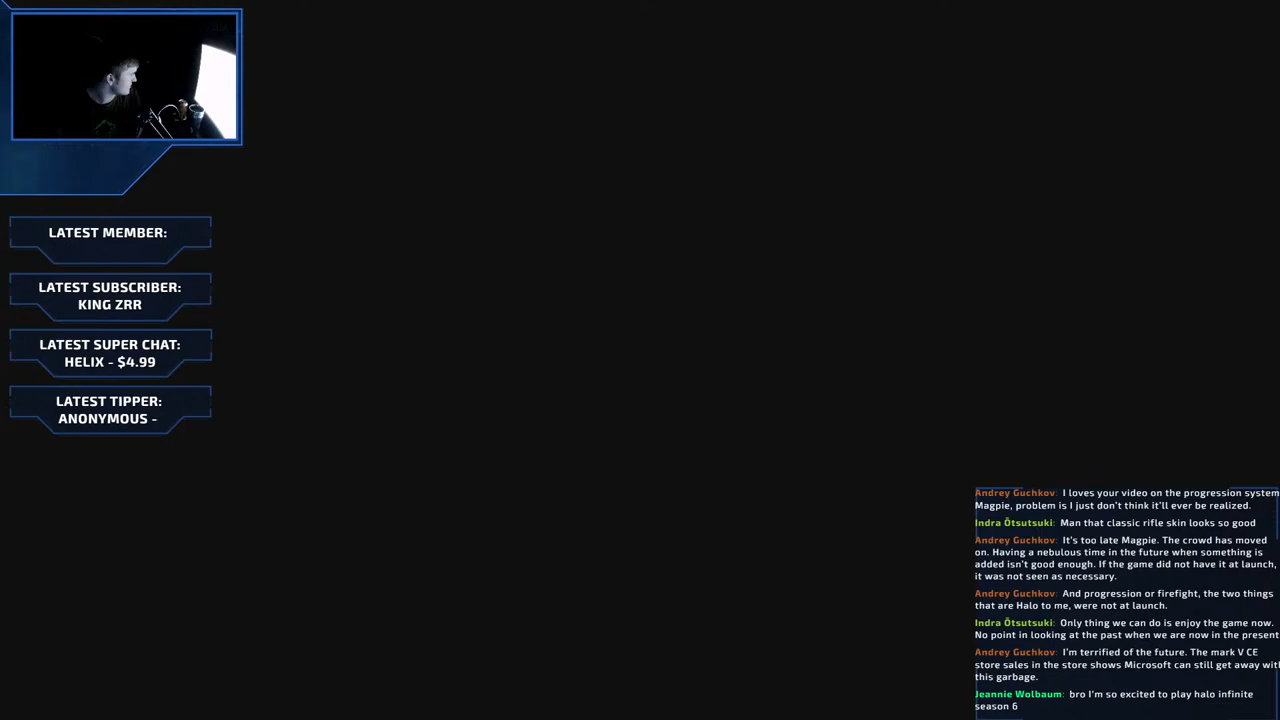 LATEST MEMBER:
LATEST SUBSCRIBER:
KING ZRR
LATEST SUPER CHAT:
HELIX - $4.99
LATEST TIPPER:
ANONYMOUS -
Andrey Guchkov: I loves your video on the progression system
Magpie, problem is I just don't think it'll ever be realized.
Indra Ōtsutsuki: Man that classic rifle skin looks so good
Andrey Guchkov: It's too late Magpie. The crowd has moved
on. Having a nebulous time in the future when something is
added isn't good enough. If the game did not have it at launch,
it was not seen as necessary.
Andrey Guchkov: And progression or firefight, the two things
that are Halo to me, were not at launch.
Indra Ōtsutsuki: Only thing we can do is enjoy the game now.
No point in looking at the past when we are now in the present
Andrey Guchkov: I'm terrified of the future. The mark V CE
store sales in the store shows Microsoft can still get away with
this garbage.
Jeannie Wolbaum: bro I'm so excited to play halo infinite
season 6